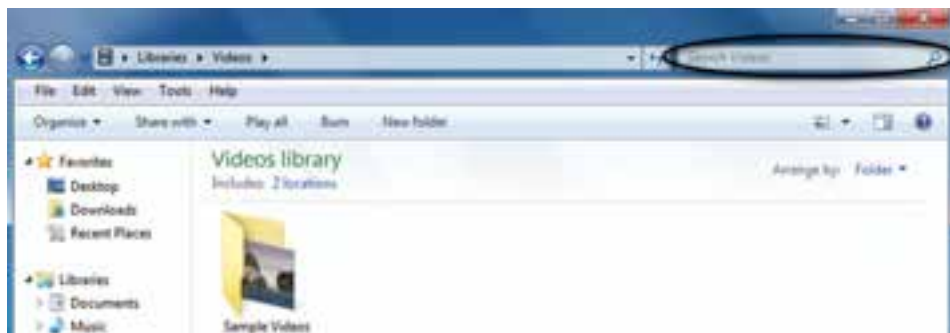 Libraries ▸ Videos ▸
Search Videos
File Edit View Tools Help
Organize ▾ Share with ▾ Play all Burn New folder
Favorites
Desktop
Downloads
Recent Places
Libraries
Documents
Music
Videos library
Includes: 2 locations
Arrange by: Folder ▾
Sample Videos